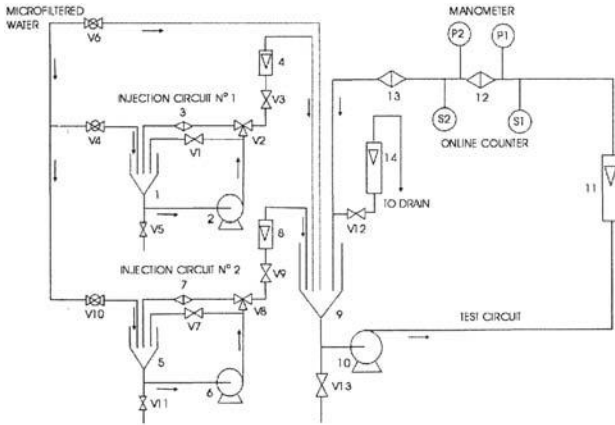 MICROFILTERED
WATER
V6
MANOMETER
P2
P1
4
13
12
V3
INJECTION CIRCUIT Nº 1
3
S2
S1
V4
V1
V2
ONLINE COUNTER
14
11
1
2
TO DRAIN
V5
V12
8
INJECTION CIRCUIT Nº 2
7
V9
V10
V7
V8
9
TEST CIRCUIT
5
6
10
V11
V13